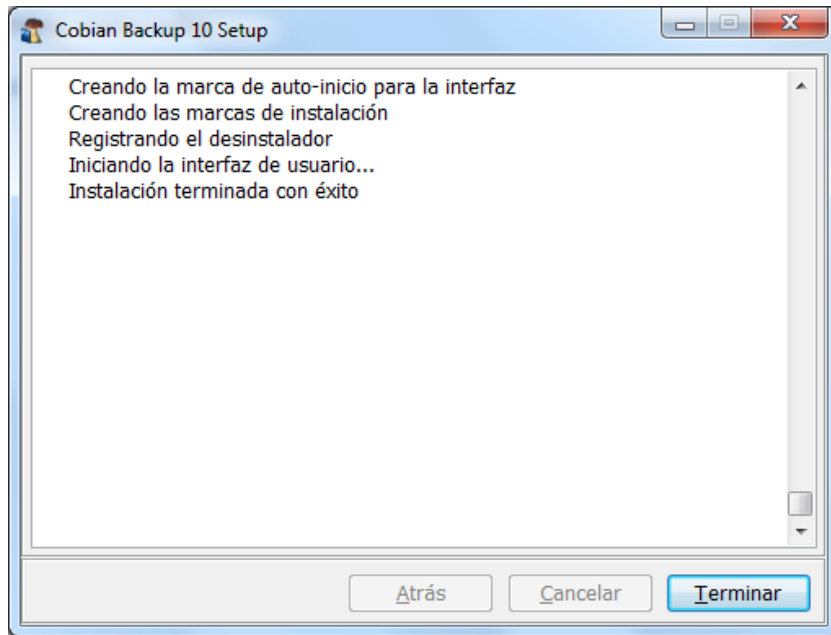 Cobian Backup 10 Setup
Creando la marca de auto-inicio para la interfaz
Creando las marcas de instalación
Registrando el desinstalador
Iniciando la interfaz de usuario...
Instalación terminada con éxito
Atrás
Cancelar
Terminar